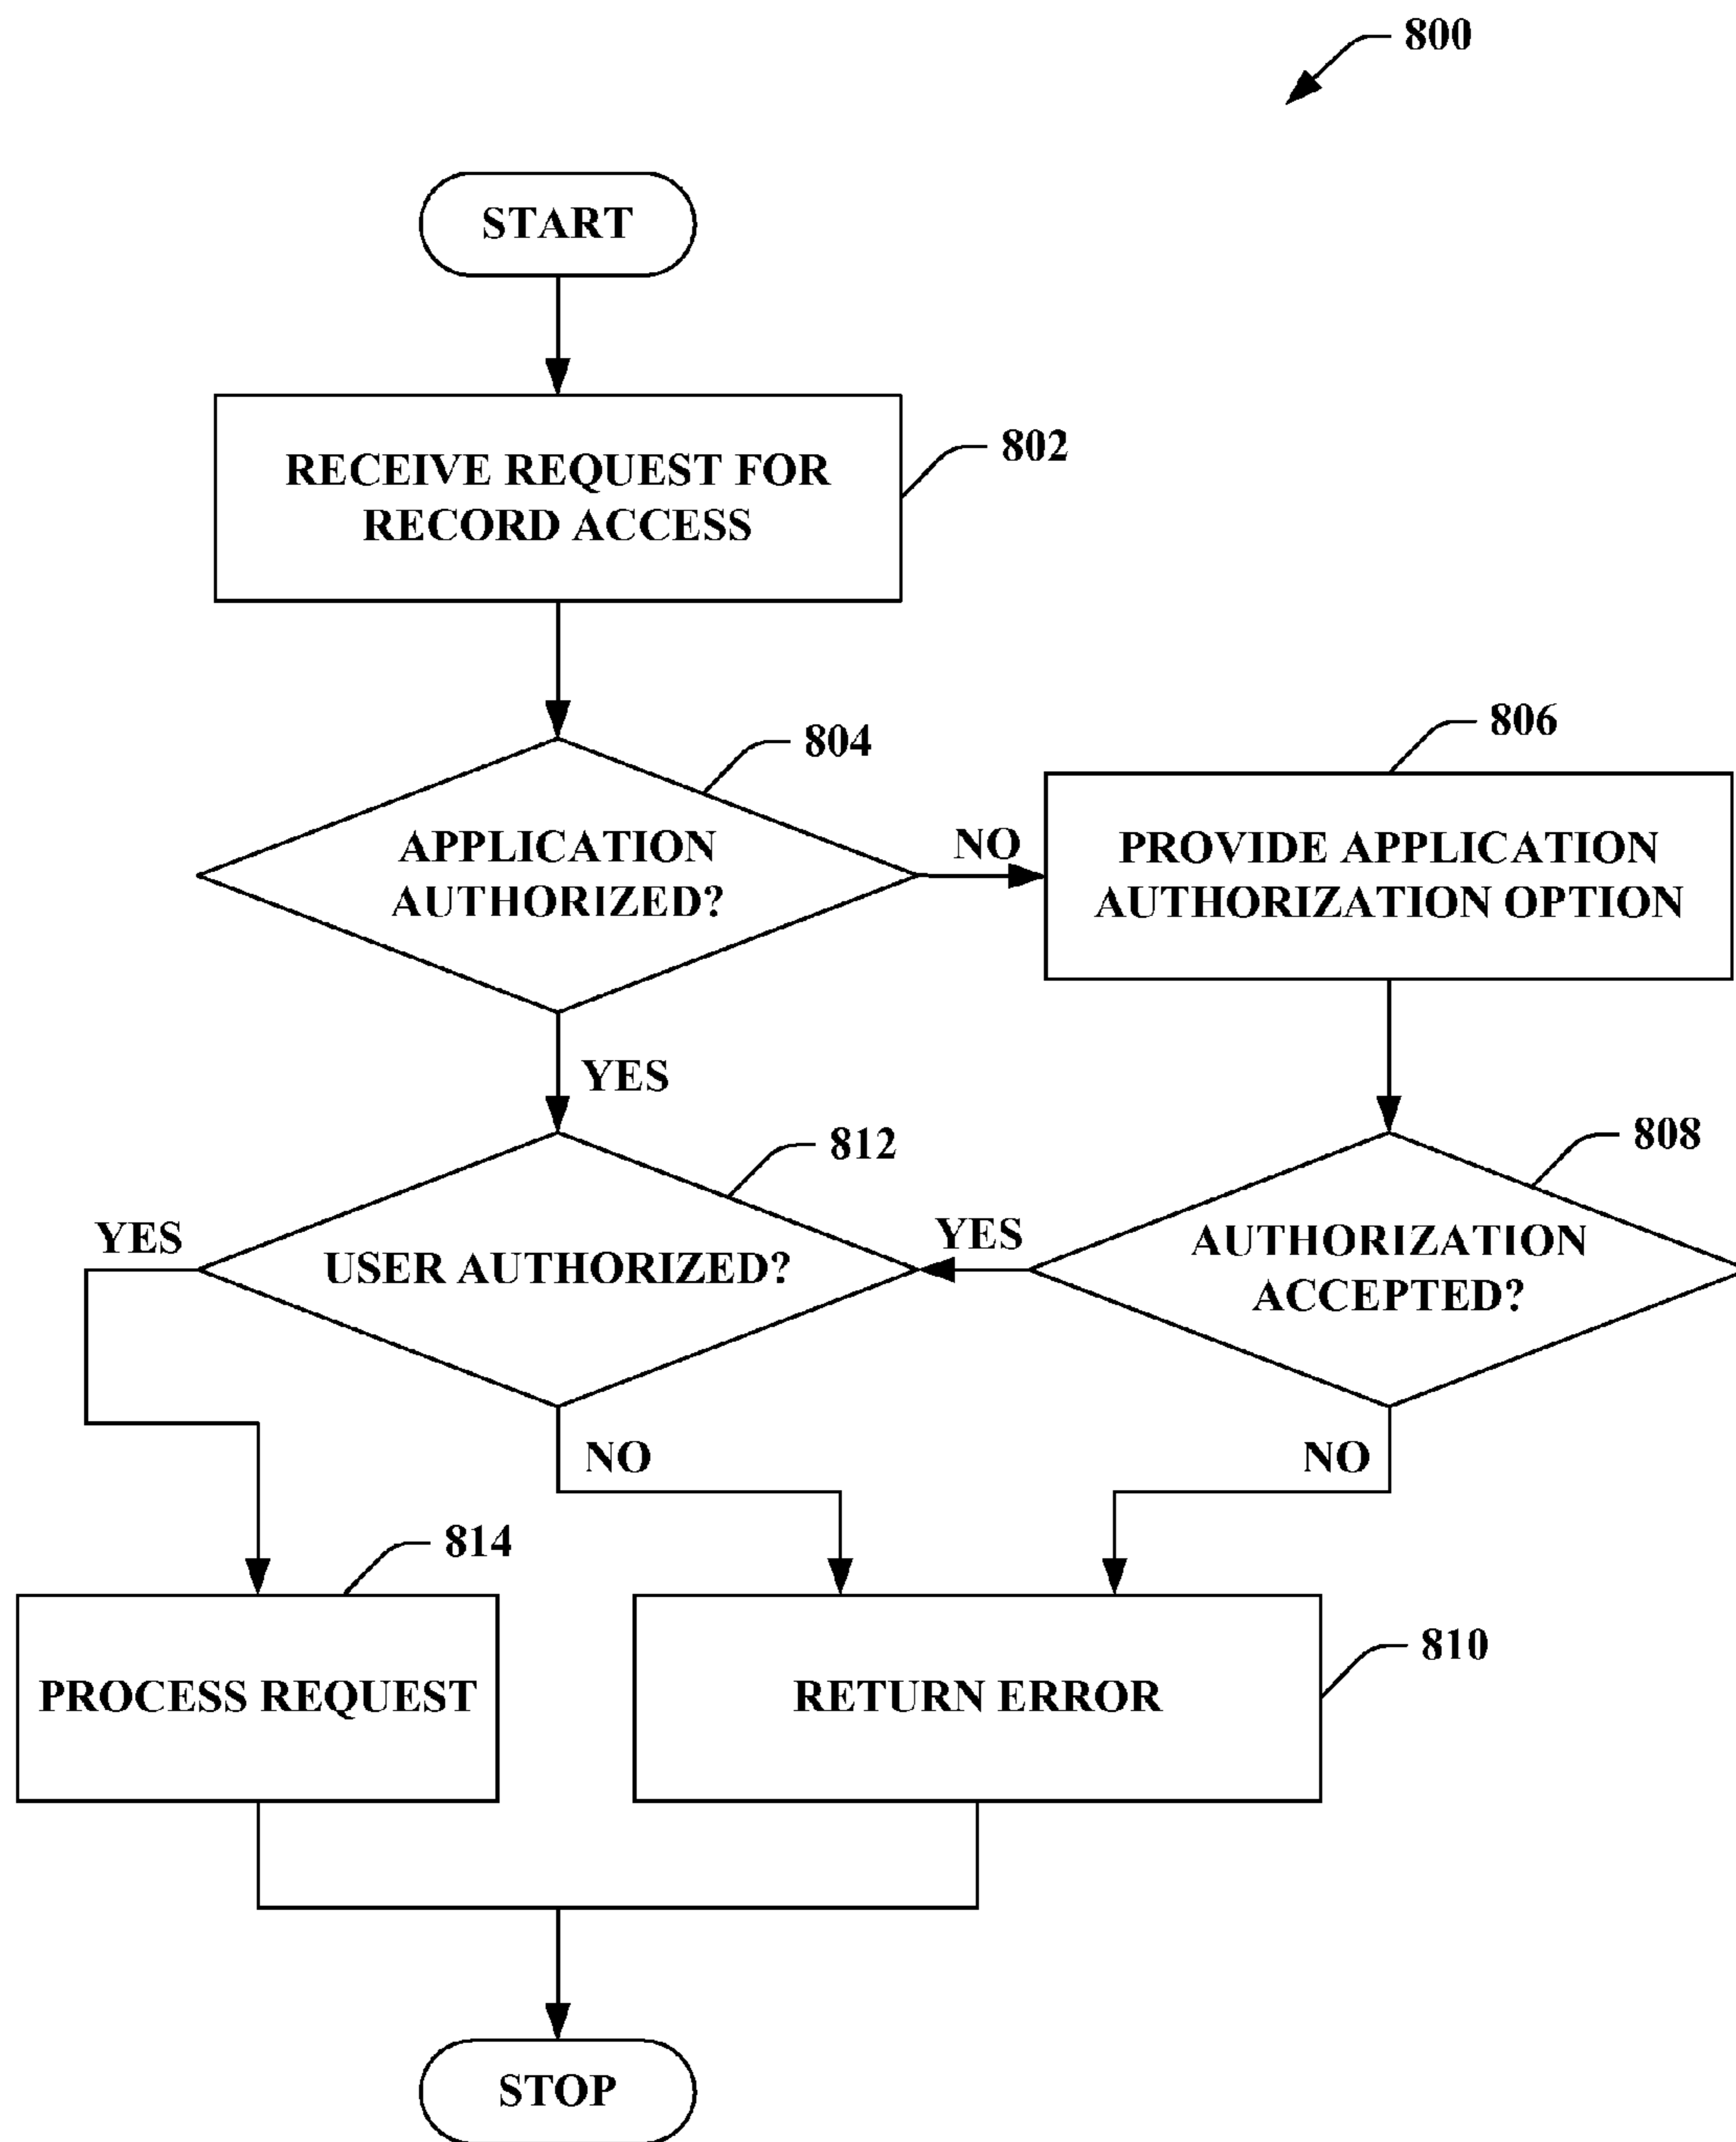 800
START
RECEIVE REQUEST FOR
RECORD ACCESS
802
804
APPLICATION
AUTHORIZED?
NO
806
PROVIDE APPLICATION
AUTHORIZATION OPTION
YES
812
808
YES
USER AUTHORIZED?
YES
AUTHORIZATION
ACCEPTED?
NO
NO
814
PROCESS REQUEST
RETURN ERROR
810
STOP